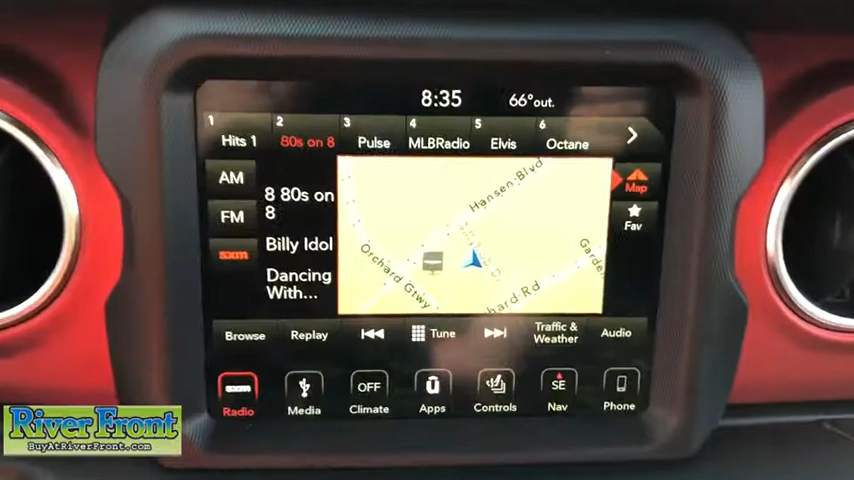 8:35
66°out.
1 2 3 4 5 6
Hits 1 80s on 8 Pulse MLBRadio Elvis Octane
AM
FM
sxm
8 80s on
8
Billy Idol
Dancing
With...
Hansen Blvd
Orchard Gtwy
hard Rd
Garden
Map
Fav
Browse
Replay
Tune
Traffic &
Weather
Audio
sxm
OFF
SE
Radio
Media
Climate
Apps
Controls
Nav
Phone
River Front
BuyAtRiverFront.com